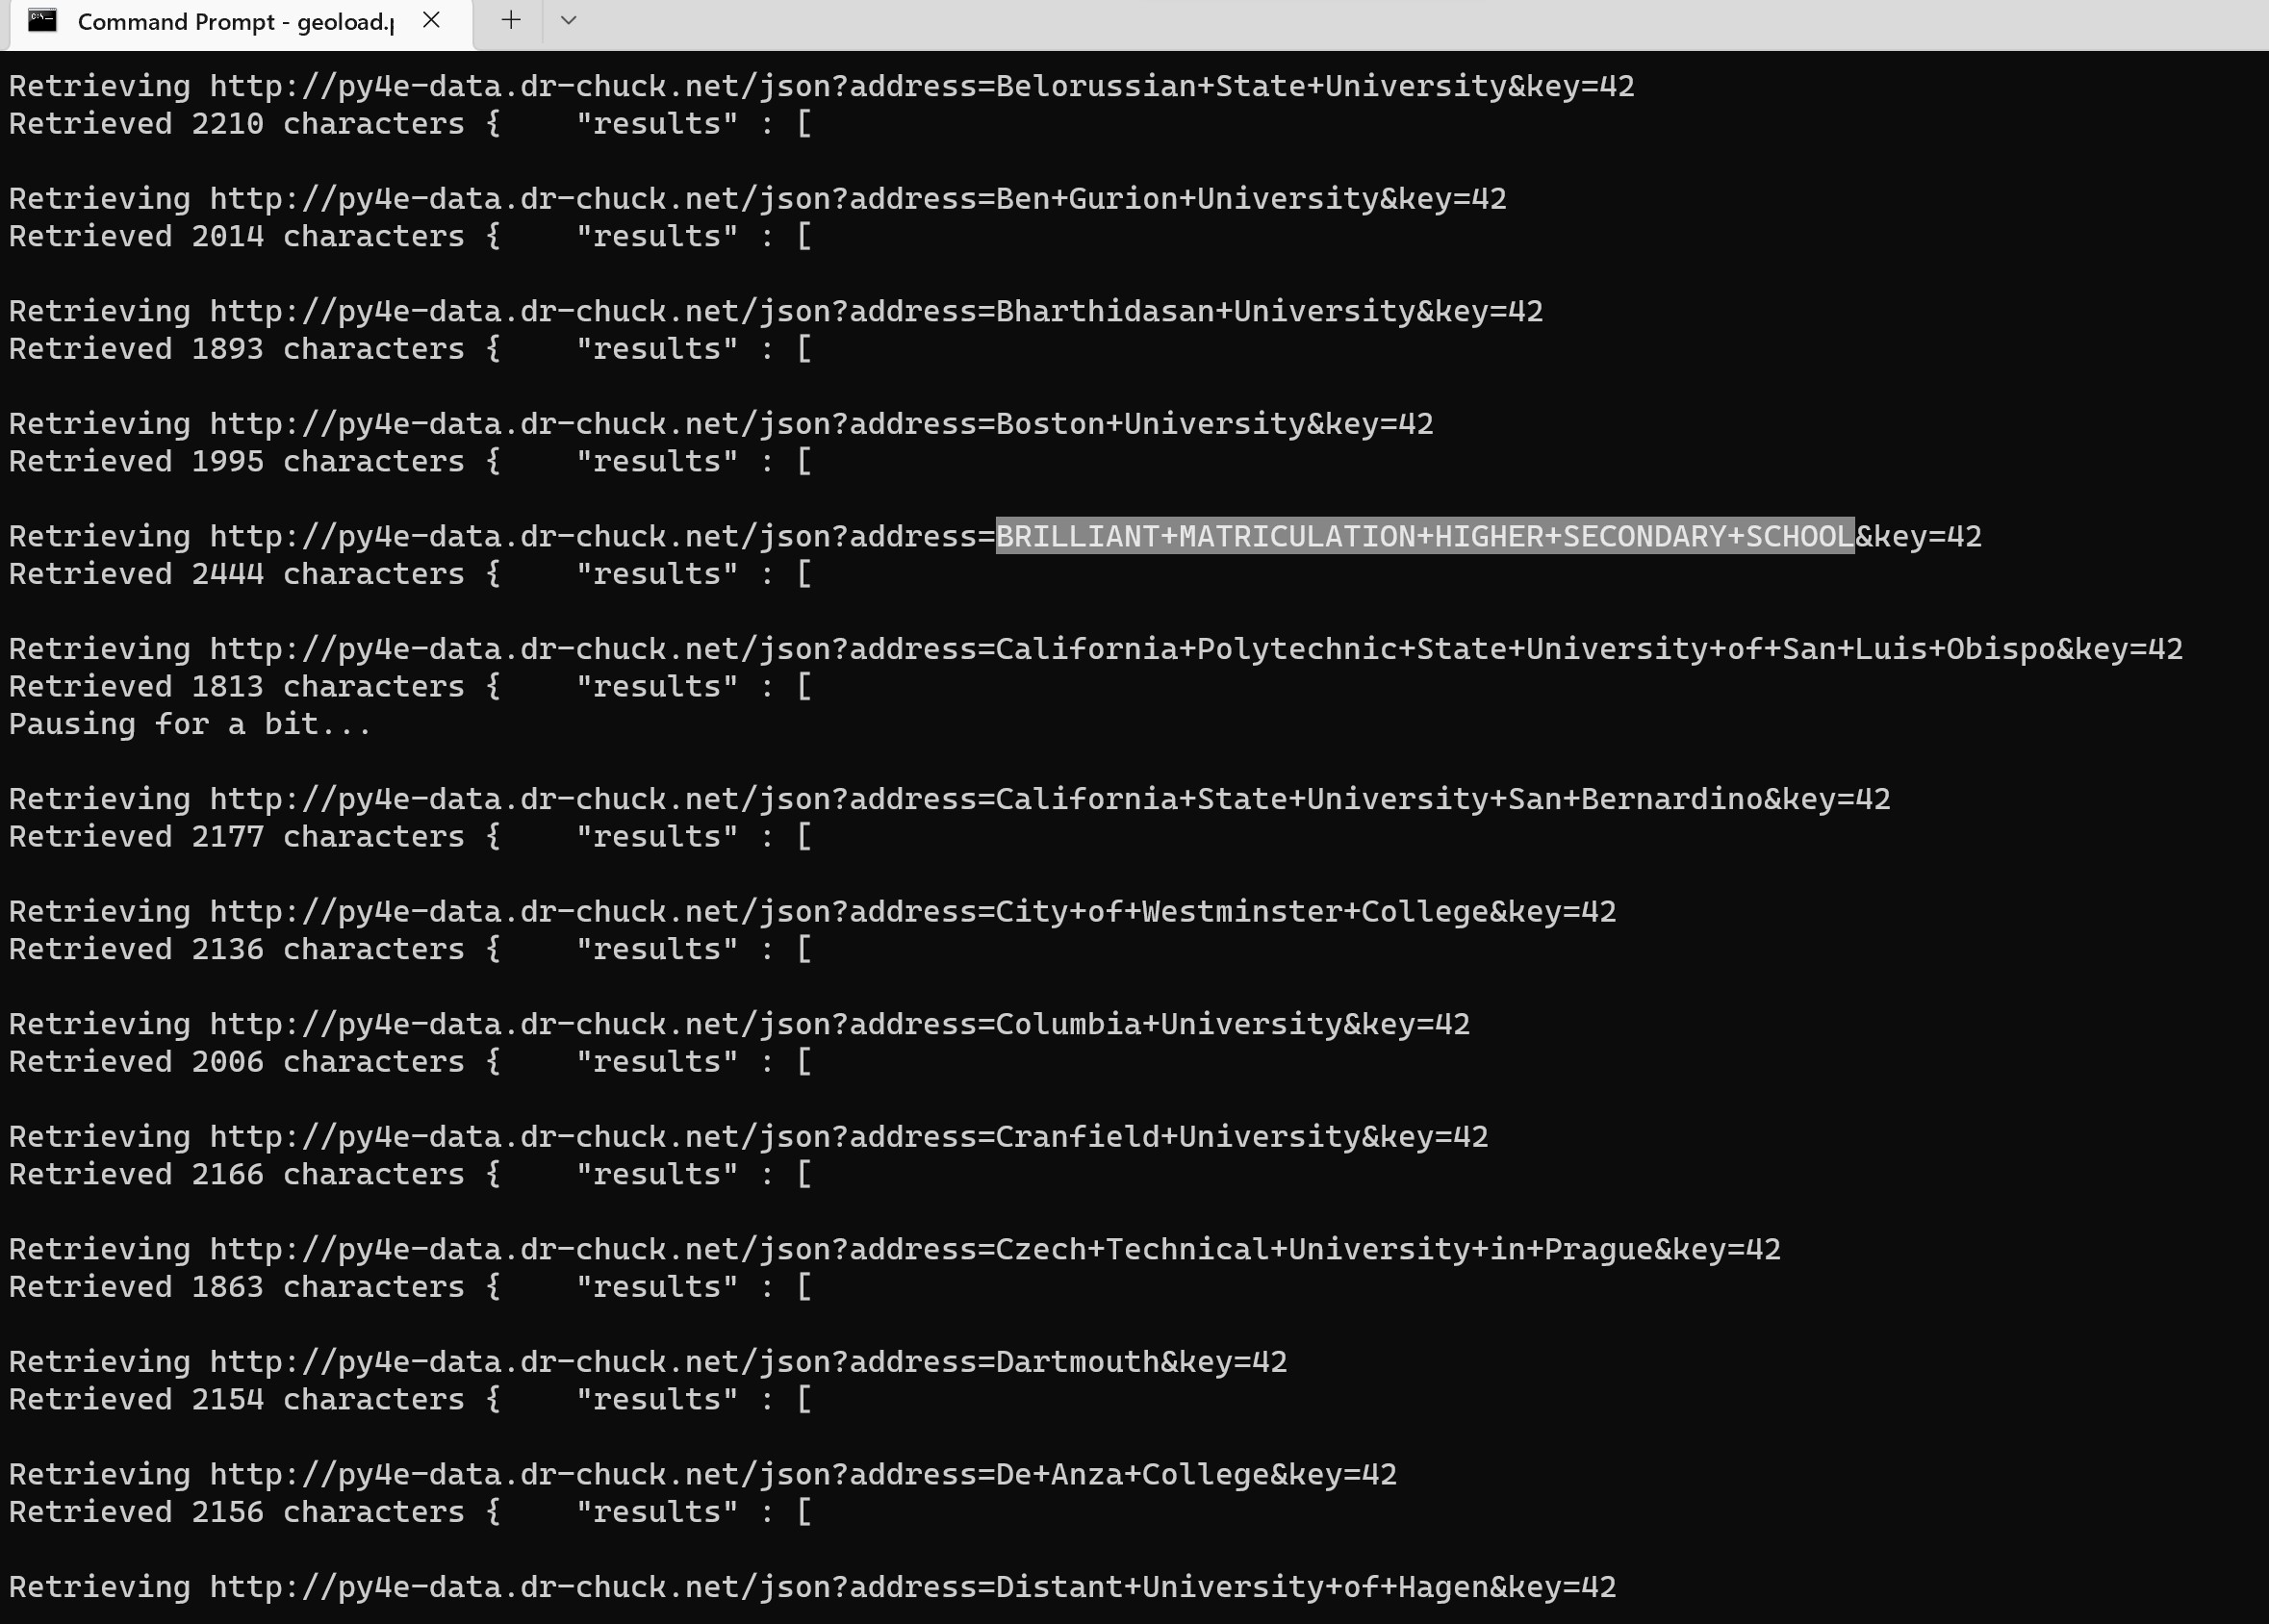 Command Prompt - geoload.p
Retrieving http://py4e-data.dr-chuck.net/json?address=Belorussian+State+University&key=42
Retrieved 2210 characters {    "results" : [
Retrieving http://py4e-data.dr-chuck.net/json?address=Ben+Gurion+University&key=42
Retrieved 2014 characters {    "results" : [
Retrieving http://py4e-data.dr-chuck.net/json?address=Bharthidasan+University&key=42
Retrieved 1893 characters {    "results" : [
Retrieving http://py4e-data.dr-chuck.net/json?address=Boston+University&key=42
Retrieved 1995 characters {    "results" : [
Retrieving http://py4e-data.dr-chuck.net/json?address=BRILLIANT+MATRICULATION+HIGHER+SECONDARY+SCHOOL&key=42
Retrieved 2444 characters {    "results" : [
Retrieving http://py4e-data.dr-chuck.net/json?address=California+Polytechnic+State+University+of+San+Luis+Obispo&key=42
Retrieved 1813 characters {    "results" : [
Pausing for a bit...
Retrieving http://py4e-data.dr-chuck.net/json?address=California+State+University+San+Bernardino&key=42
Retrieved 2177 characters {    "results" : [
Retrieving http://py4e-data.dr-chuck.net/json?address=City+of+Westminster+College&key=42
Retrieved 2136 characters {    "results" : [
Retrieving http://py4e-data.dr-chuck.net/json?address=Columbia+University&key=42
Retrieved 2006 characters {    "results" : [
Retrieving http://py4e-data.dr-chuck.net/json?address=Cranfield+University&key=42
Retrieved 2166 characters {    "results" : [
Retrieving http://py4e-data.dr-chuck.net/json?address=Czech+Technical+University+in+Prague&key=42
Retrieved 1863 characters {    "results" : [
Retrieving http://py4e-data.dr-chuck.net/json?address=Dartmouth&key=42
Retrieved 2154 characters {    "results" : [
Retrieving http://py4e-data.dr-chuck.net/json?address=De+Anza+College&key=42
Retrieved 2156 characters {    "results" : [
Retrieving http://py4e-data.dr-chuck.net/json?address=Distant+University+of+Hagen&key=42